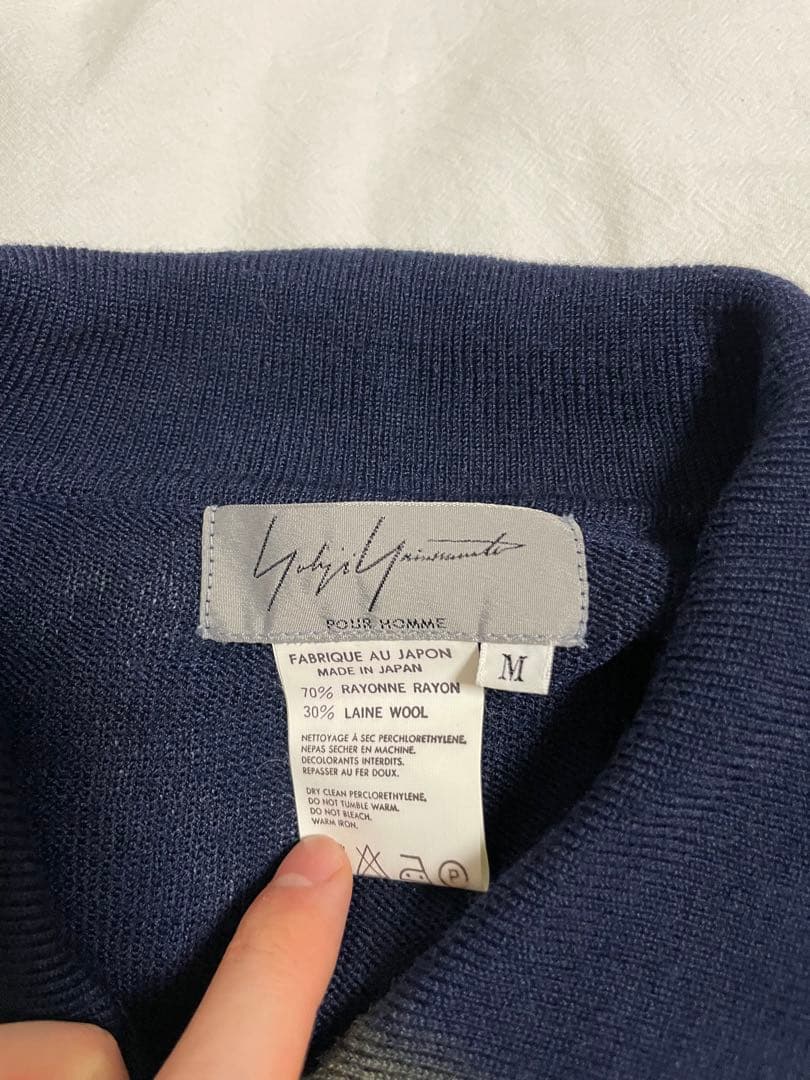 Yohji Yamamoto
POUR HOMME
FABRIQUE AU JAPON
MADE IN JAPAN
M
70% RAYONNE RAYON
30% LAINE WOOL
NETTOYAGE À SEC PERCHLORETHYLENE,
NEPAS SECHER EN MACHINE.
DECOLORANTS INTERDITS.
REPASSER AU FER DOUX.
DRY CLEAN PERCLORETHYLENE,
DO NOT TUMBLE WARM.
DO NOT BLEACH.
WARM IRON.
P